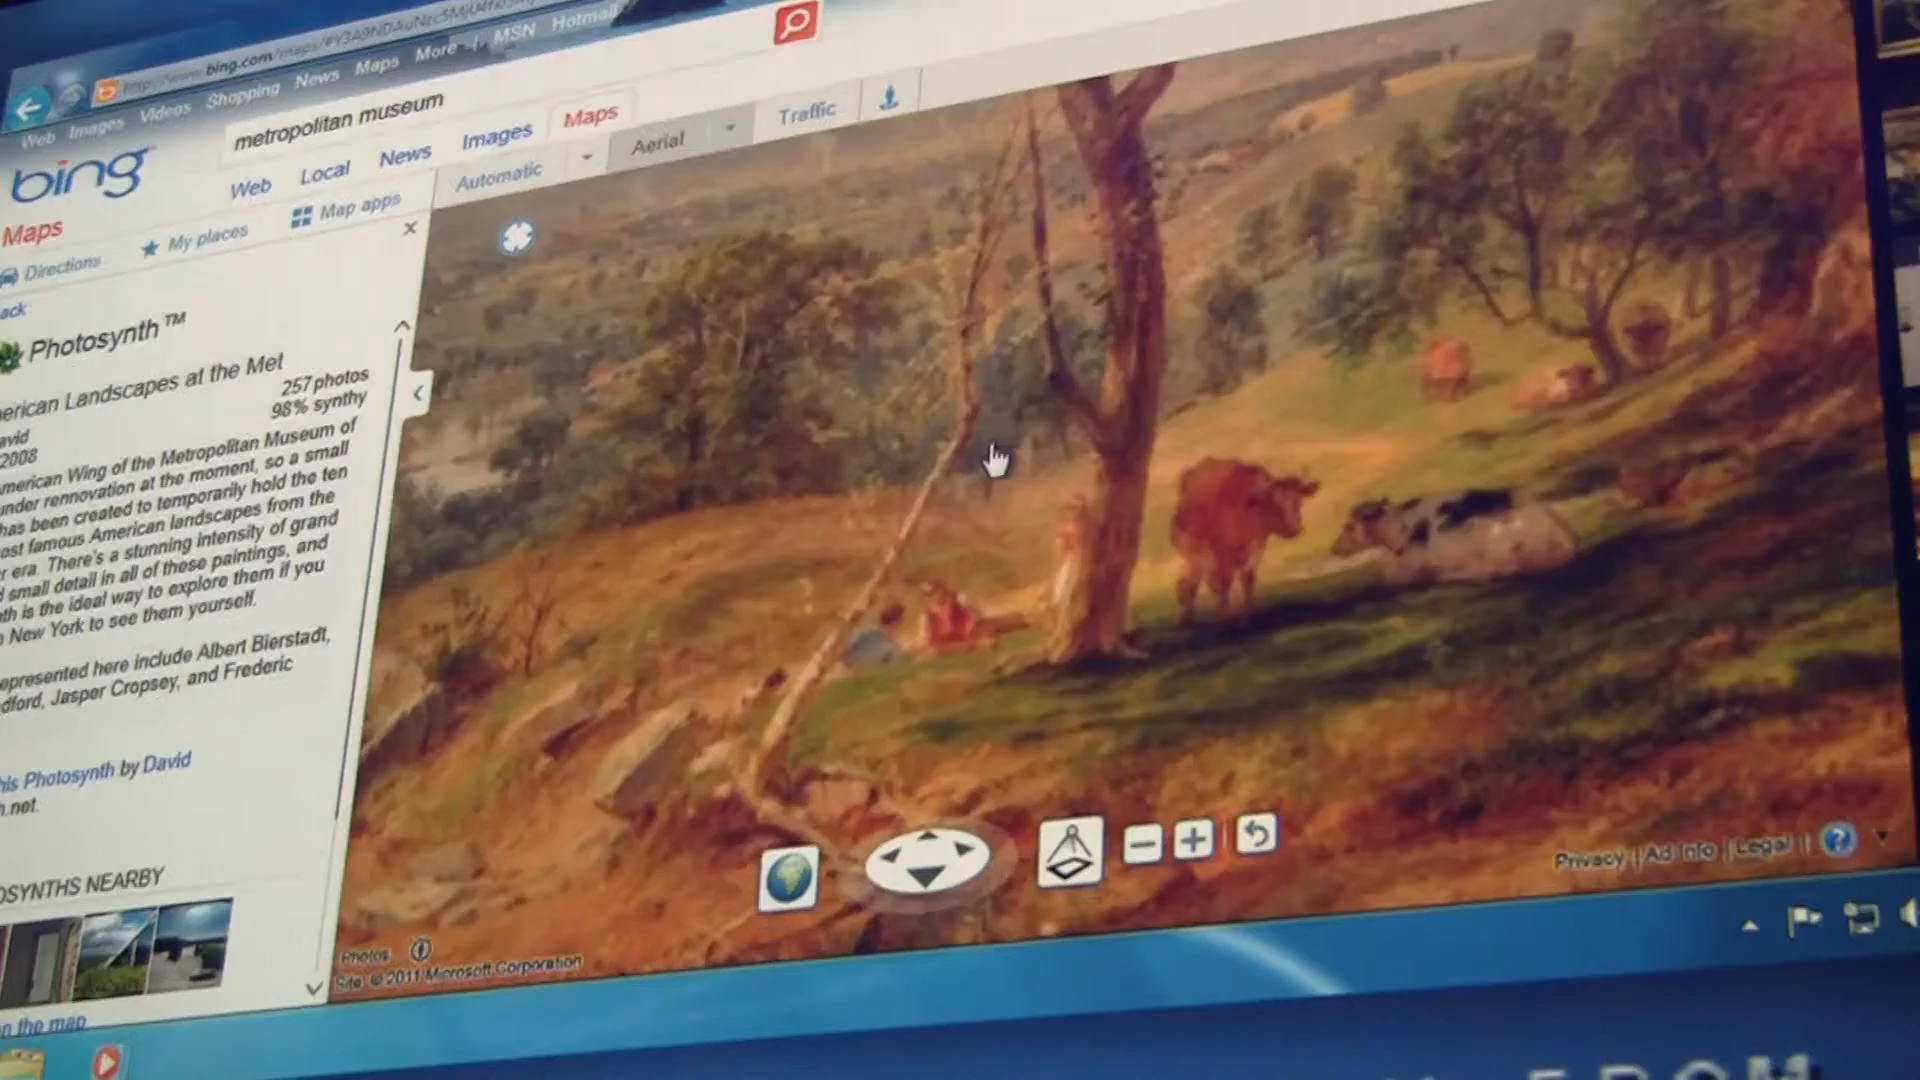 http://www.bing.com/maps/
Web Images Videos Shopping News Maps More | MSN Hotmail
bing
metropolitan museum
Web Local News Images Maps
Maps
Directions My places Map apps
Automatic Aerial Traffic
ack
Photosynth™
erican Landscapes at the Met
257 photos
98% synthy
avid
2008
merican Wing of the Metropolitan Museum of
under rennovation at the moment, so a small
has been created to temporarily hold the ten
ost famous American landscapes from the
r era. There's a stunning intensity of grand
d small detail in all of these paintings, and
th is the ideal way to explore them if you
n New York to see them yourself.
epresented here include Albert Bierstadt,
dford, Jasper Cropsey, and Frederic
his Photosynth by David
h.net.
OSYNTHS NEARBY
on the map
Photos:
Site: © 2011 Microsoft Corporation
Privacy | Ad Info | Legal |
FROM